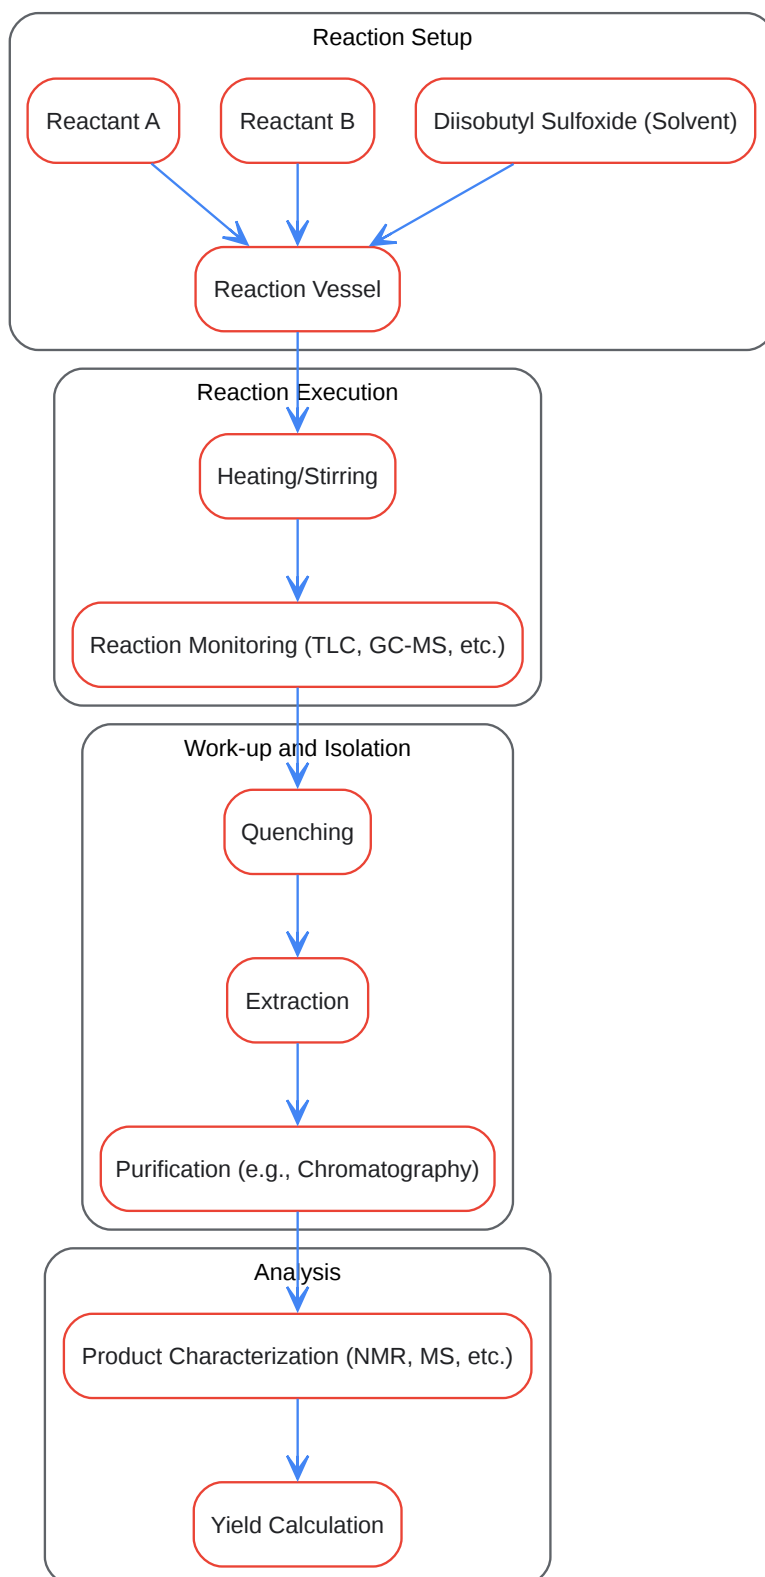 Reaction Setup
Reactant A
Reactant B
Diisobutyl Sulfoxide (Solvent)
Reaction Vessel
Reaction Execution
Heating/Stirring
Reaction Monitoring (TLC, GC-MS, etc.)
Work-up and Isolation
Quenching
Extraction
Purification (e.g., Chromatography)
Analysis
Product Characterization (NMR, MS, etc.)
Yield Calculation